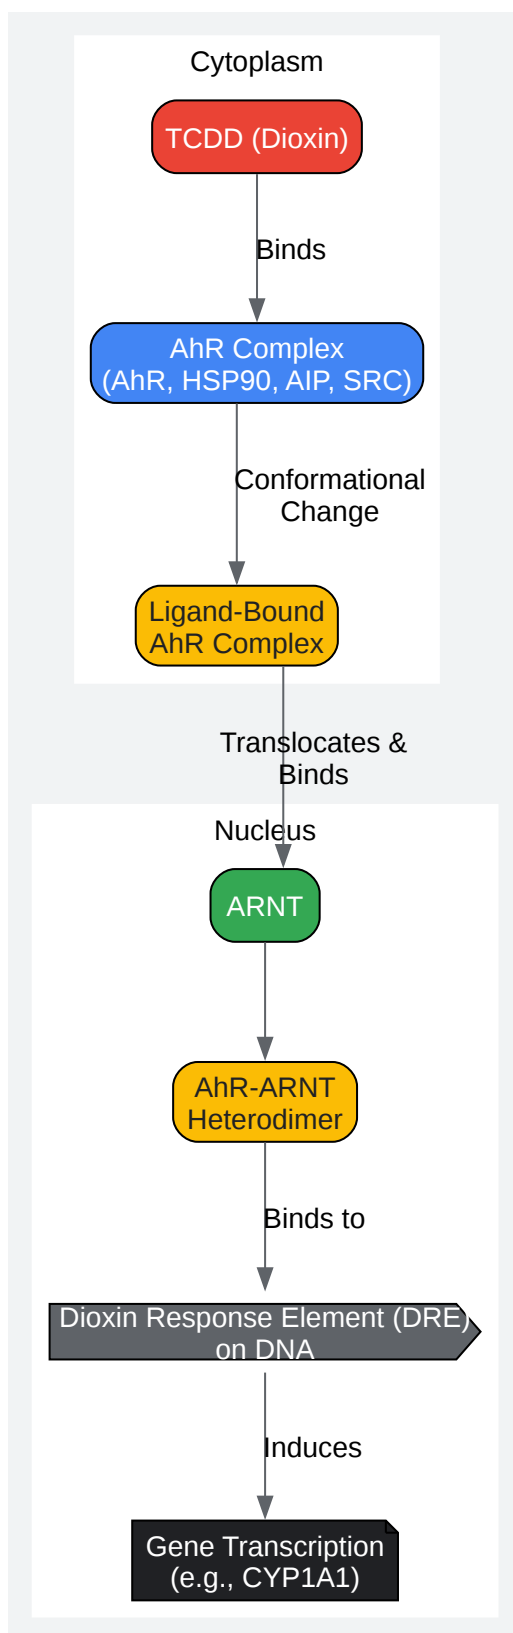 Cytoplasm
TCDD (Dioxin)
Binds
AhR Complex
(AhR, HSP90, AIP, SRC)
Conformational
Change
Ligand-Bound
AhR Complex
Translocates &
Binds
Nucleus
ARNT
AhR-ARNT
Heterodimer
Binds to
Dioxin Response Element (DRE)
on DNA
Induces
Gene Transcription
(e.g., CYP1A1)